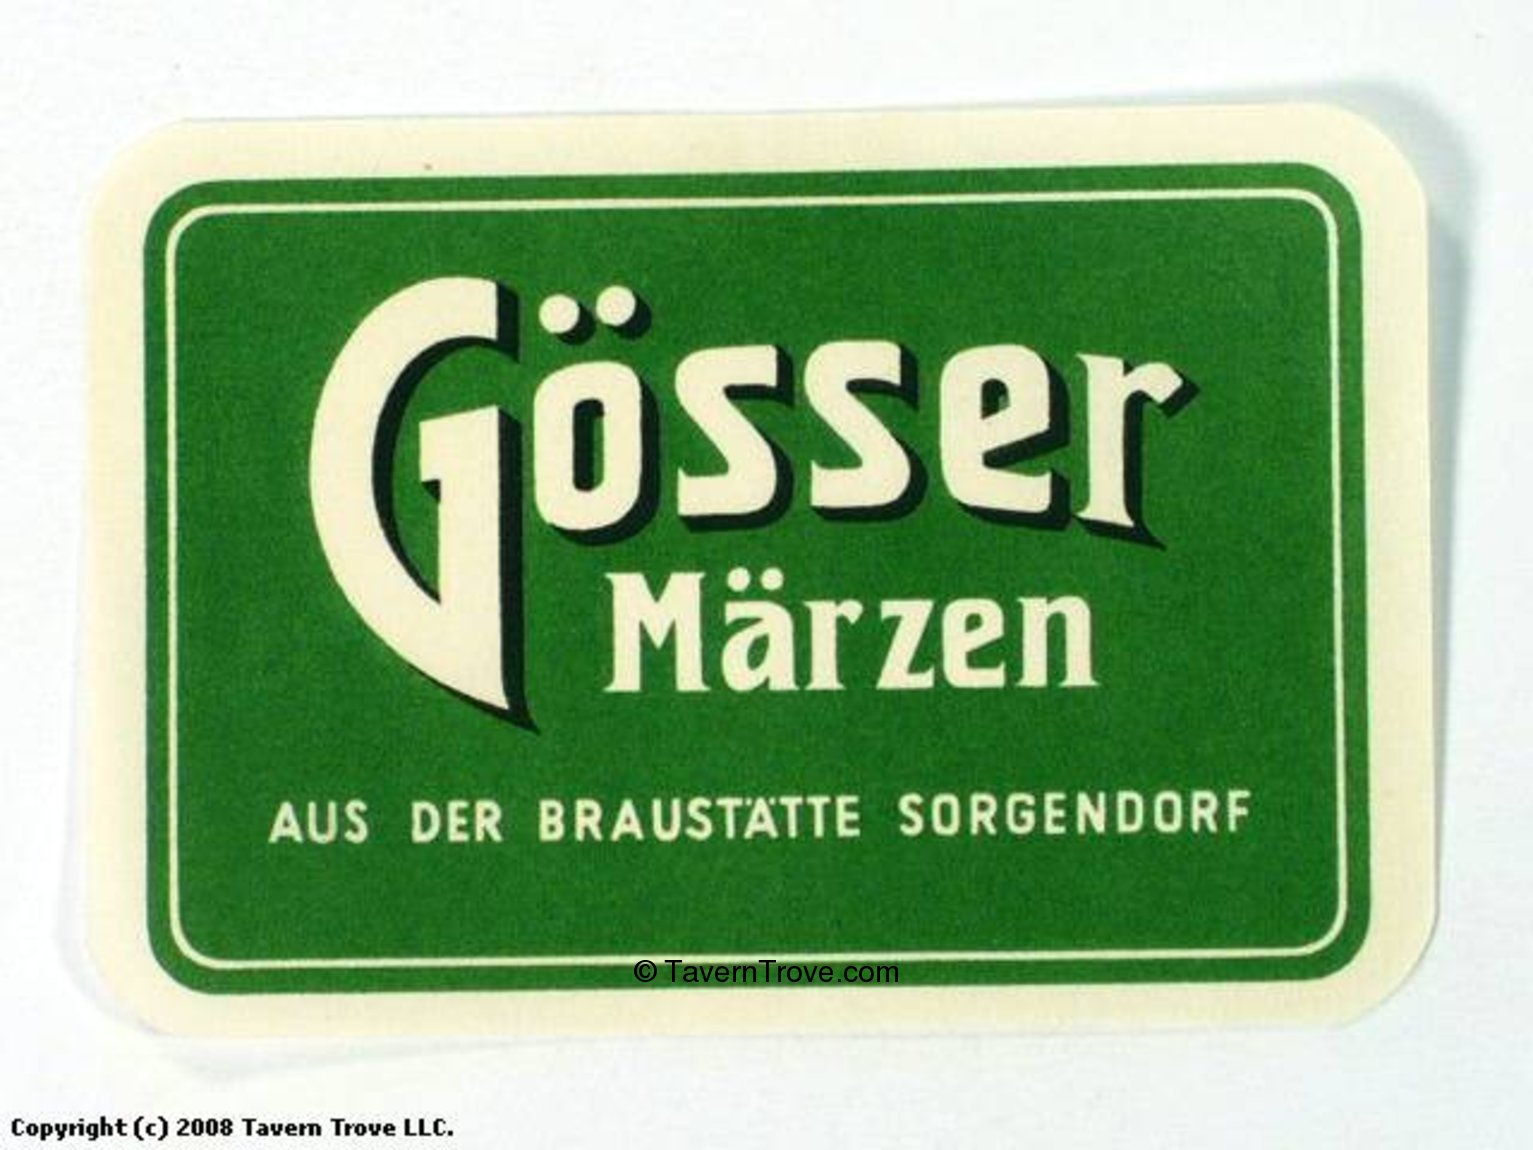 Gösser
Märzen
AUS DER BRAUSTÄTTE SORGENDORF
© TavernTrove.com
Copyright (c) 2008 Tavern Trove LLC.